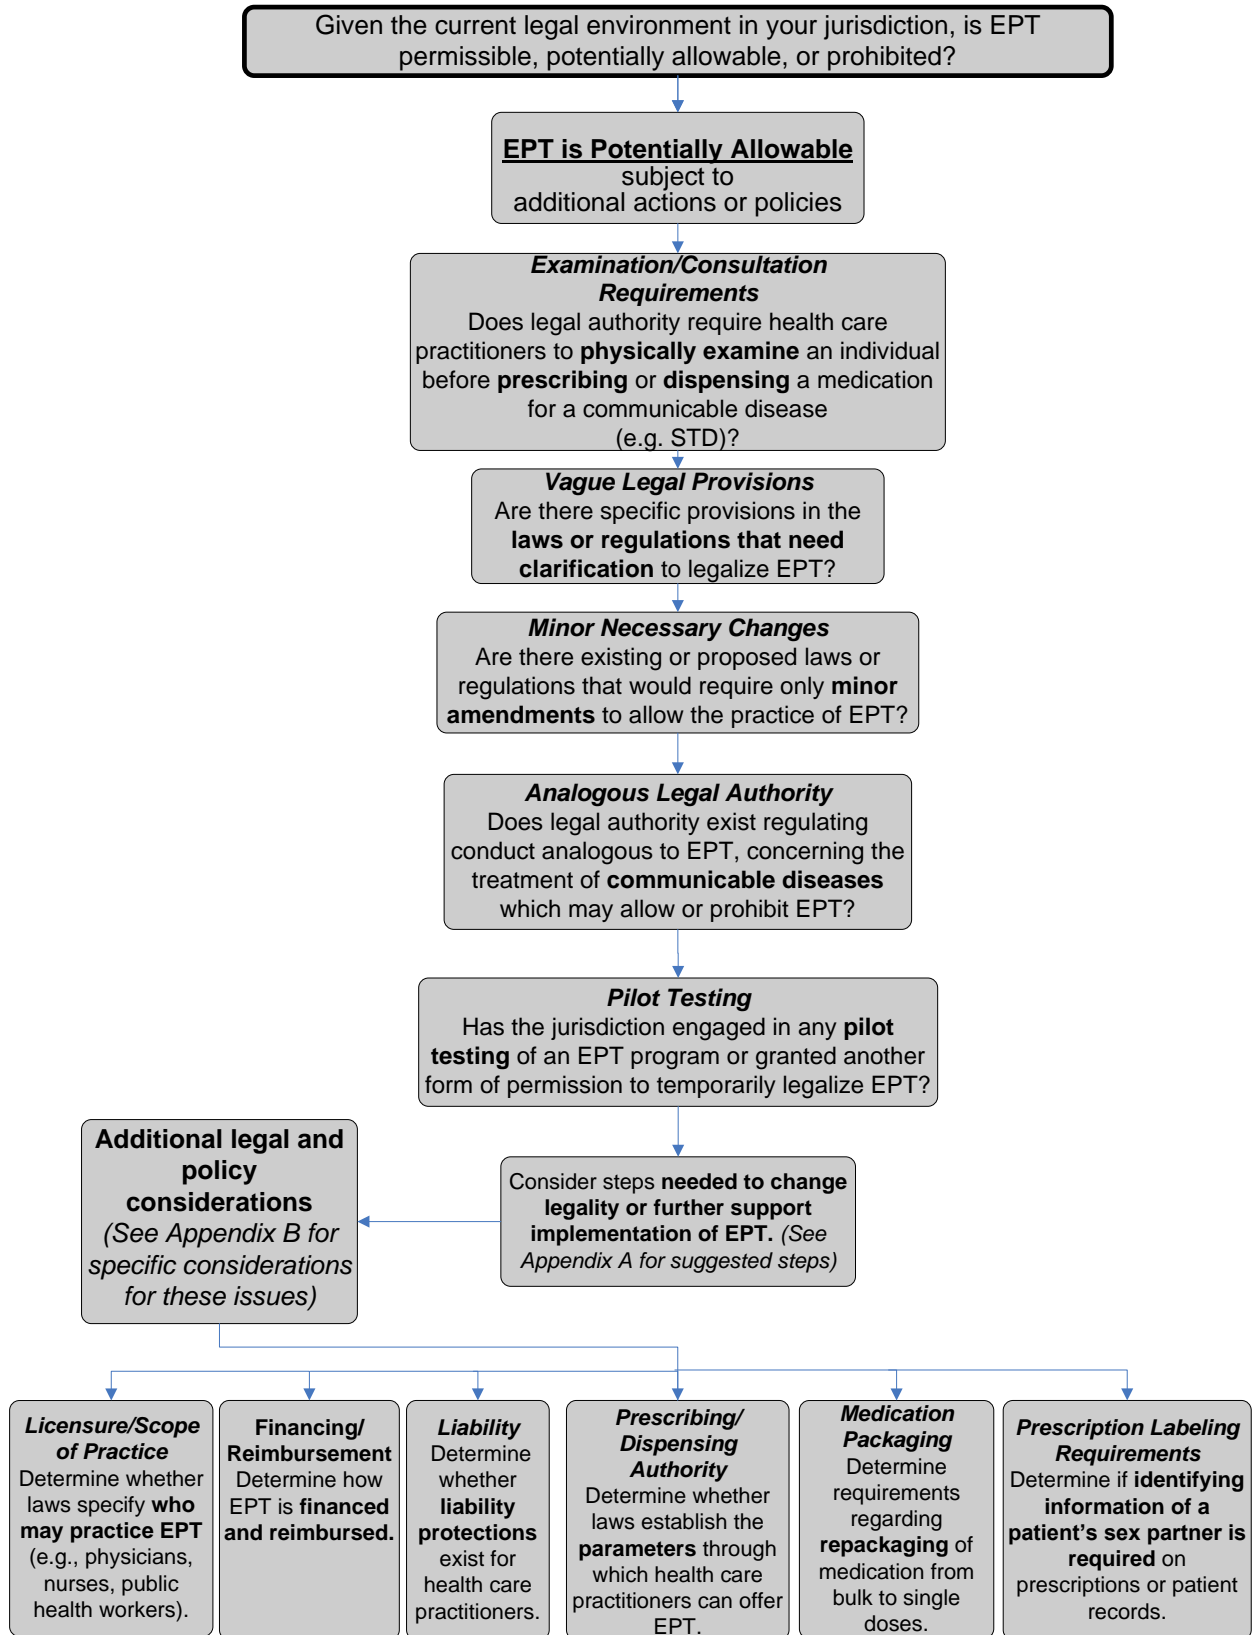 Given the current legal environment in your jurisdiction, is EPT
permissible, potentially allowable, or prohibited?
EPT is Potentially Allowable
subject to
additional actions or policies
Examination/Consultation
Requirements
Does legal authority require health care
practitioners to physically examine an individual
before prescribing or dispensing a medication
for a communicable disease
(e.g. STD)?
Vague Legal Provisions
Are there specific provisions in the
laws or regulations that need
clarification to legalize EPT?
Minor Necessary Changes
Are there existing or proposed laws or
regulations that would require only minor
amendments to allow the practice of EPT?
Analogous Legal Authority
Does legal authority exist regulating
conduct analogous to EPT, concerning the
treatment of communicable diseases
which may allow or prohibit EPT?
Pilot Testing
Has the jurisdiction engaged in any pilot
testing of an EPT program or granted another
form of permission to temporarily legalize EPT?
Consider steps needed to change
legality or further support
implementation of EPT. (See
Appendix A for suggested steps)
Additional legal and
policy
considerations
(See Appendix B for
specific considerations
for these issues)
Licensure/Scope
of Practice
Determine whether
laws specify who
may practice EPT
(e.g., physicians,
nurses, public
health workers).
Financing/
Reimbursement
Determine how
EPT is financed
and reimbursed.
Liability
Determine
whether
liability
protections
exist for
health care
practitioners.
Prescribing/
Dispensing
Authority
Determine whether
laws establish the
parameters through
which health care
practitioners can offer
EPT.
Medication
Packaging
Determine
requirements
regarding
repackaging of
medication from
bulk to single
doses.
Prescription Labeling
Requirements
Determine if identifying
information of a
patient's sex partner is
required on
prescriptions or patient
records.